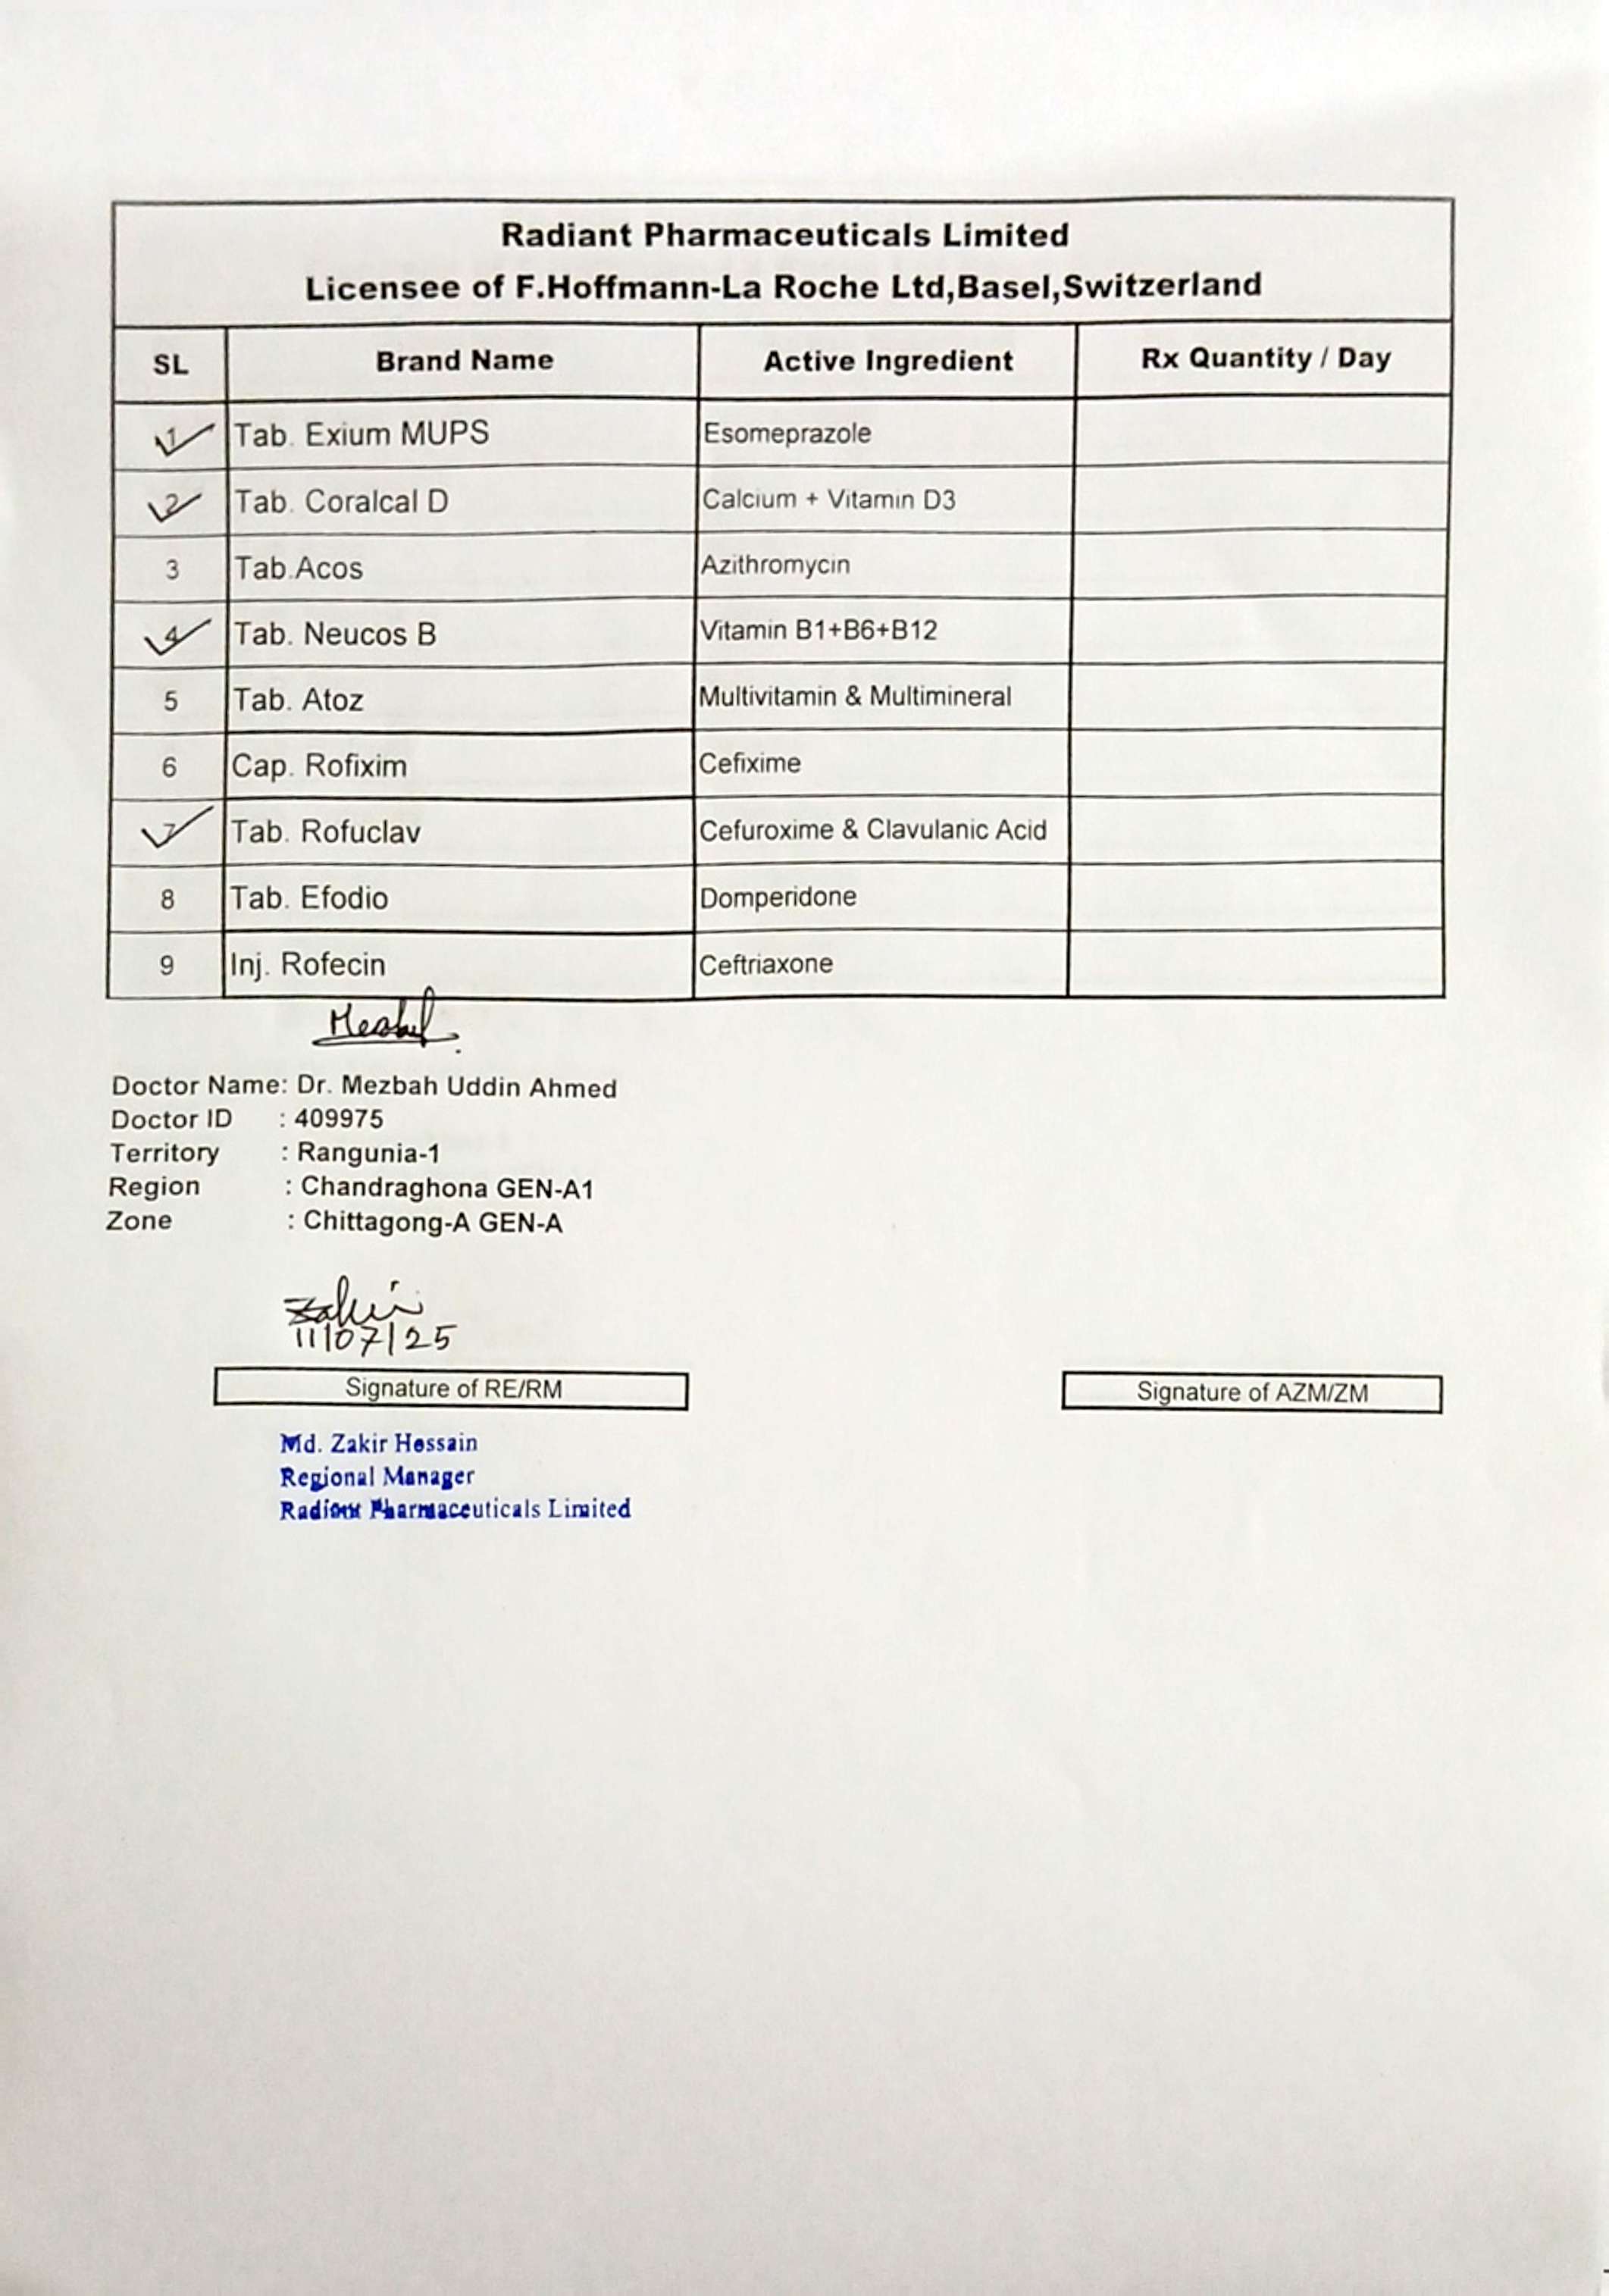 Radiant Pharmaceuticals Limited
Licensee of F.Hoffmann-La Roche Ltd,Basel,Switzerland
SL Brand Name Active Ingredient Rx Quantity / Day
1 Tab. Exium MUPS Esomeprazole
2 Tab. Coralcal D Calcium + Vitamin D3
3 Tab.Acos Azithromycin
4 Tab. Neucos B Vitamin B1+B6+B12
5 Tab. Atoz Multivitamin & Multimineral
6 Cap. Rofixim Cefixime
7 Tab. Rofuclav Cefuroxime & Clavulanic Acid
8 Tab. Efodio Domperidone
9 Inj. Rofecin Ceftriaxone
Doctor Name: Dr. Mezbah Uddin Ahmed
Doctor ID : 409975
Territory : Rangunia-1
Region : Chandraghona GEN-A1
Zone : Chittagong-A GEN-A
Zakir
11/07/25
Signature of RE/RM Signature of AZM/ZM
Md. Zakir Hossain
Regional Manager
Radiant Pharmaceuticals Limited